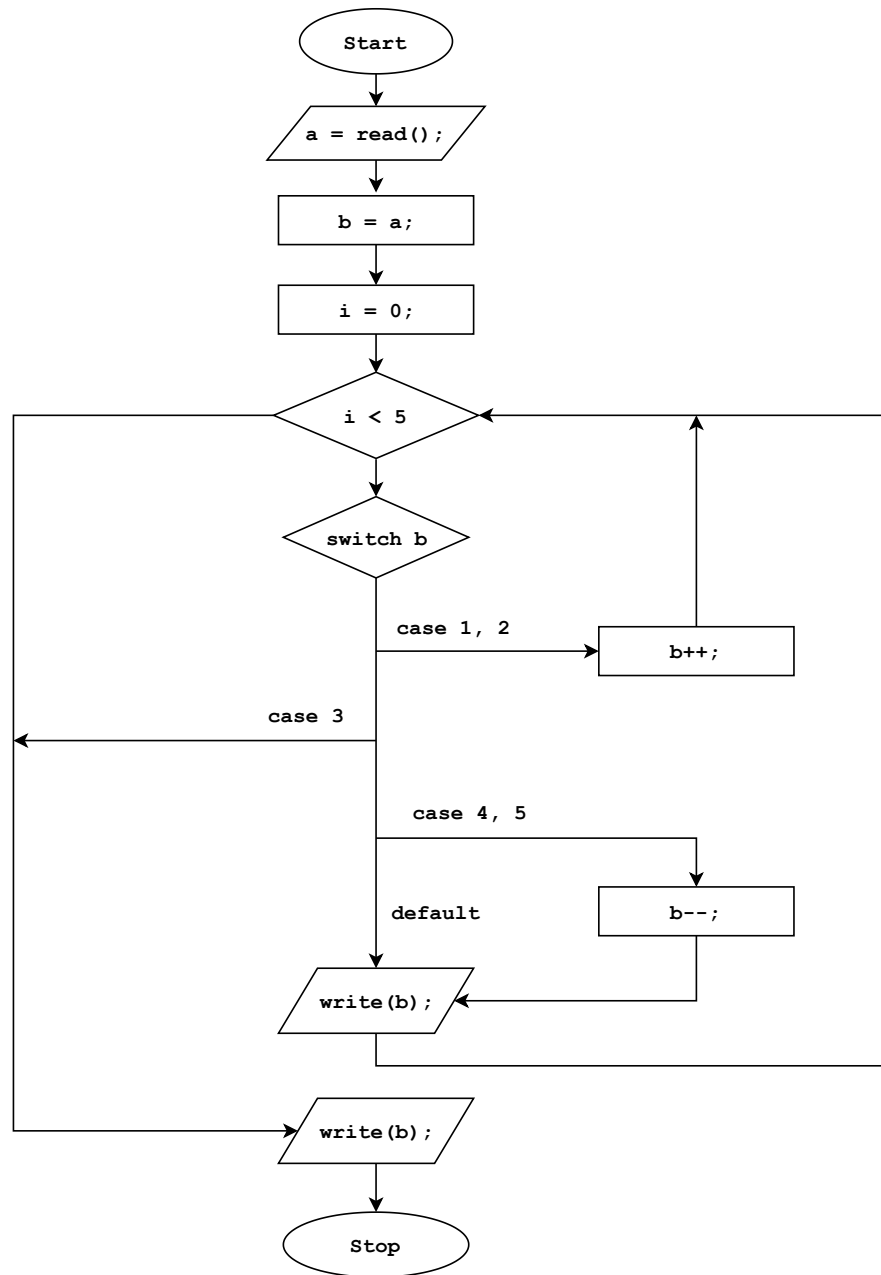 Start
a = read();
b = a;
i = 0;
i < 5
switch b
case 1, 2
b++;
case 3
case 4, 5
default
b--;
write(b);
write(b);
Stop